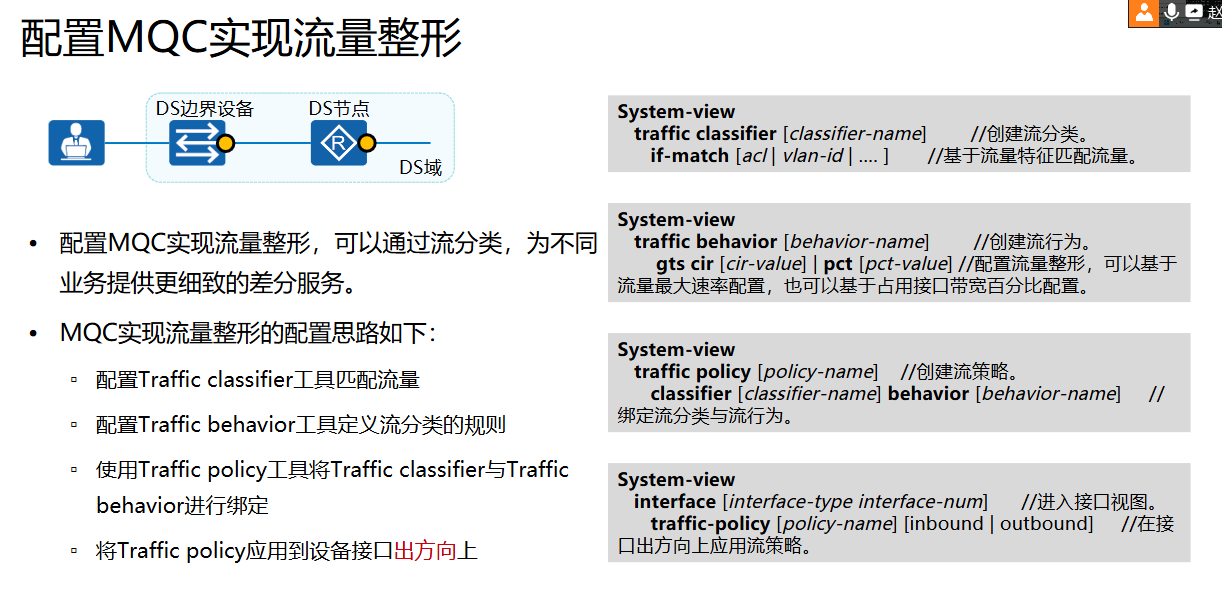 赵
配置MQC实现流量整形
DS边界设备
DS节点
R
DS域
配置MQC实现流量整形，可以通过流分类，为不同
业务提供更细致的差分服务。
MQC实现流量整形的配置思路如下：
配置Traffic classifier工具匹配流量
配置Traffic behavior工具定义流分类的规则
使用Traffic policy工具将Traffic classifier与Traffic
behavior进行绑定
将Traffic policy应用到设备接口出方向上
System-view
traffic classifier [classifier-name] //创建流分类。
if-match [acl | vlan-id | .... ] //基于流量特征匹配流量。
System-view
traffic behavior [behavior-name] //创建流行为。
gts cir [cir-value] | pct [pct-value] //配置流量整形，可以基于
流量最大速率配置，也可以基于占用接口带宽百分比配置。
System-view
traffic policy [policy-name] //创建流策略。
classifier [classifier-name] behavior [behavior-name] //
绑定流分类与流行为。
System-view
interface [interface-type interface-num] //进入接口视图。
traffic-policy [policy-name] [inbound | outbound] //在接
口出方向上应用流策略。